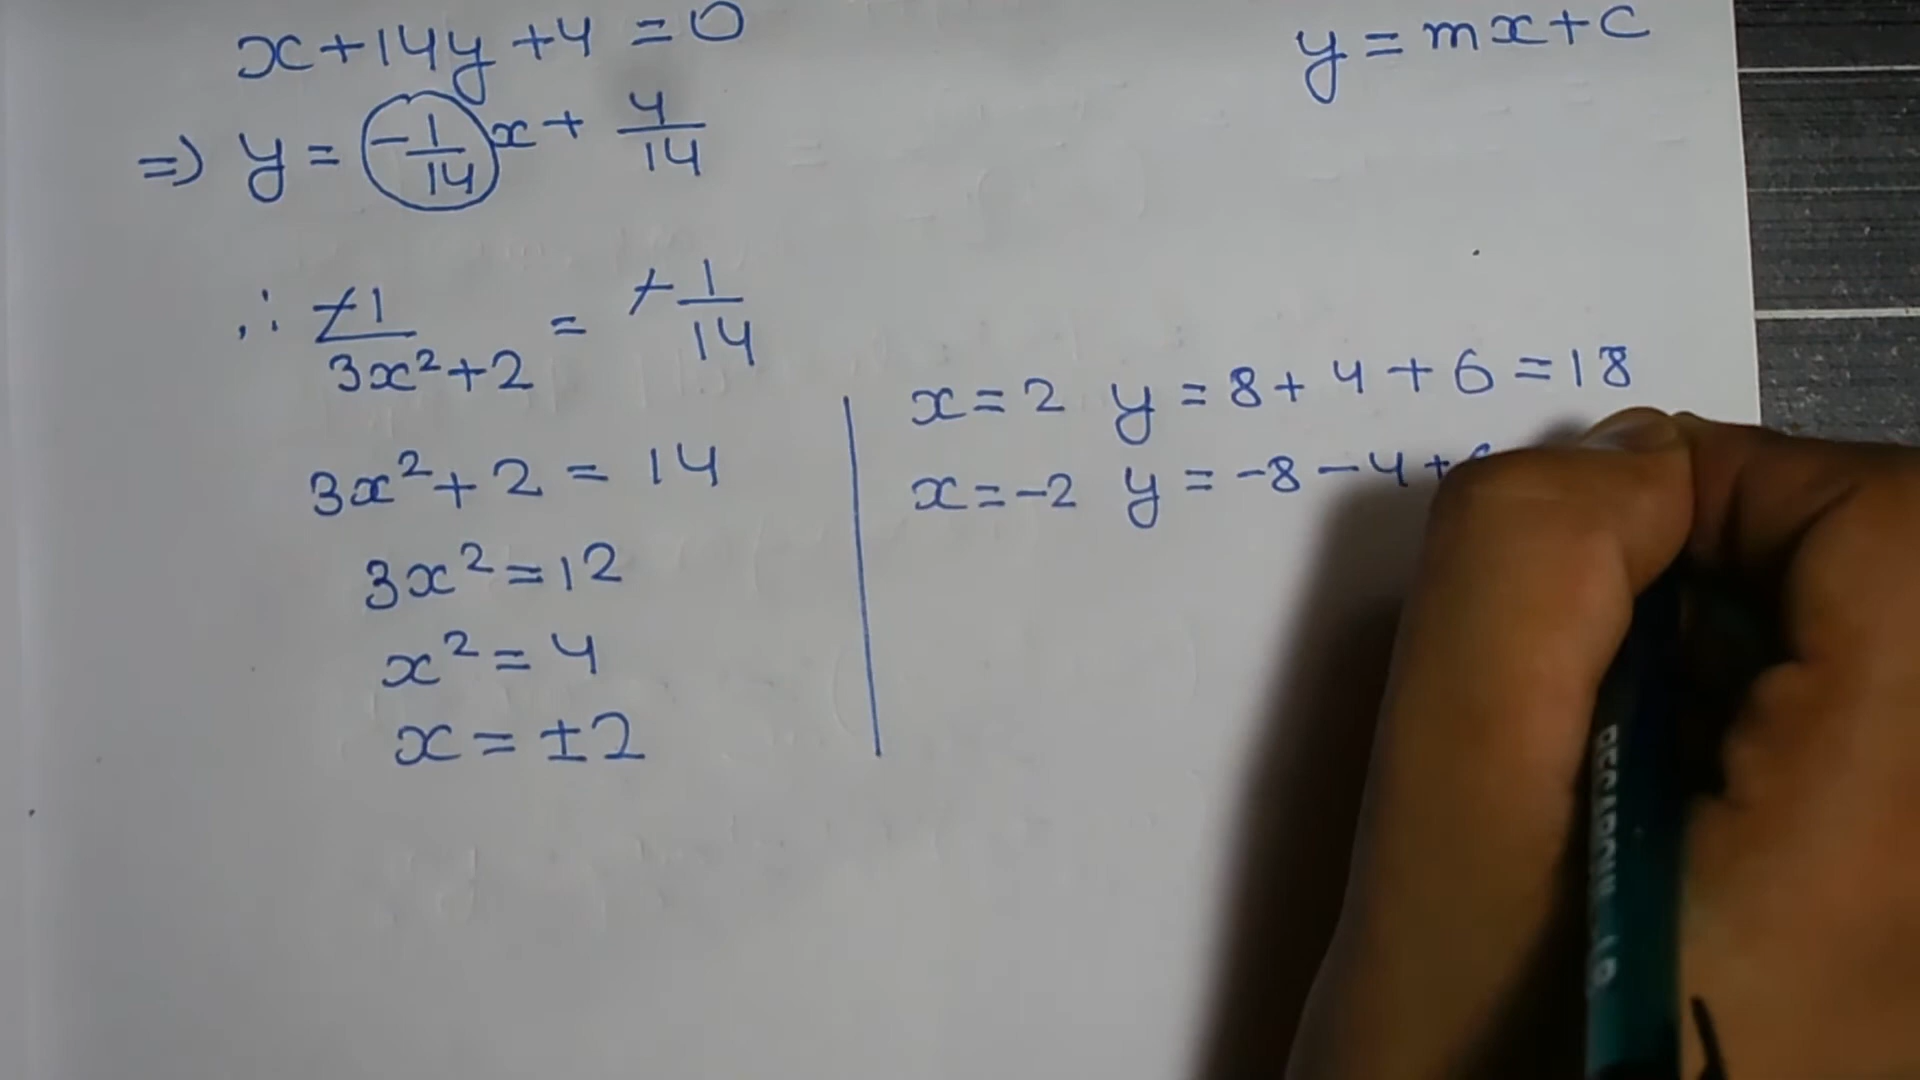 x+14y+4=0
y=mx+c
⇒ y= -1/14 x+ 4/14
∴ -1/3x²+2 = -1/14
3x²+2=14
3x²=12
x²=4
x=±2
x=2 y=8+4+6=18
x=-2 y=-8-4+